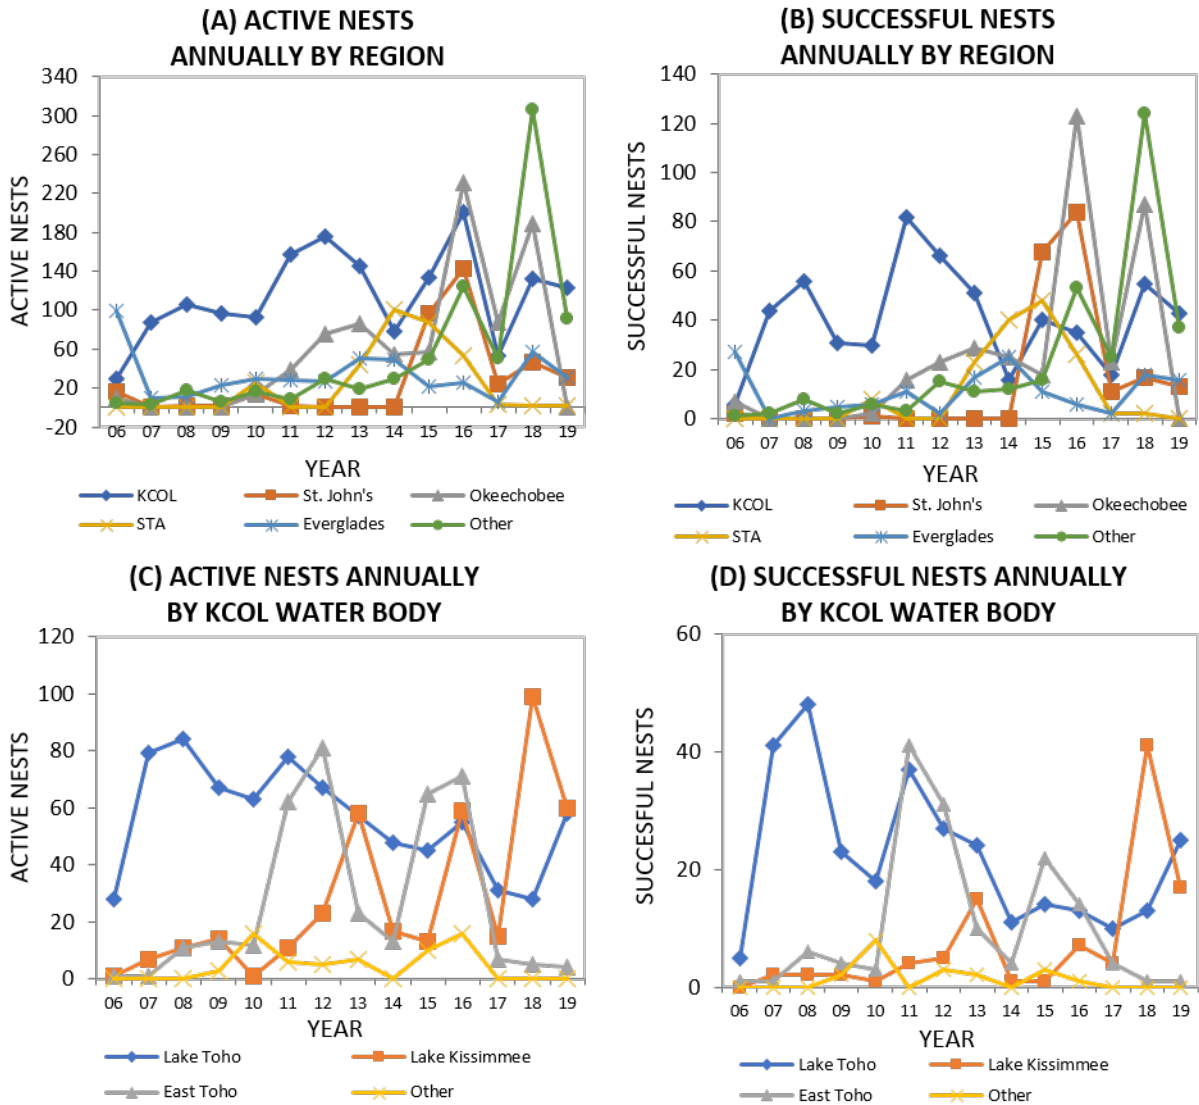 (A) ACTIVE NESTS
ANNUALLY BY REGION
340
300
260
220
180
140
100
60
20
-20
ACTIVE NESTS
06 07 08 09 10 11 12 13 14 15 16 17 18 19
YEAR
KCOL St. John's Okeechobee
STA Everglades Other
(B) SUCCESSFUL NESTS
ANNUALLY BY REGION
140
120
100
80
60
40
20
0
SUCCESSFUL NESTS
06 07 08 09 10 11 12 13 14 15 16 17 18 19
YEAR
KCOL St. John's Okeechobee
STA Everglades Other
(C) ACTIVE NESTS ANNUALLY
BY KCOL WATER BODY
120
100
80
60
40
20
0
ACTIVE NESTS
06 07 08 09 10 11 12 13 14 15 16 17 18 19
YEAR
Lake Toho Lake Kissimmee
East Toho Other
(D) SUCCESSFUL NESTS ANNUALLY
BY KCOL WATER BODY
60
40
20
0
SUCCESFUL NESTS
06 07 08 09 10 11 12 13 14 15 16 17 18 19
YEAR
Lake Toho Lake Kissimmee
East Toho Other